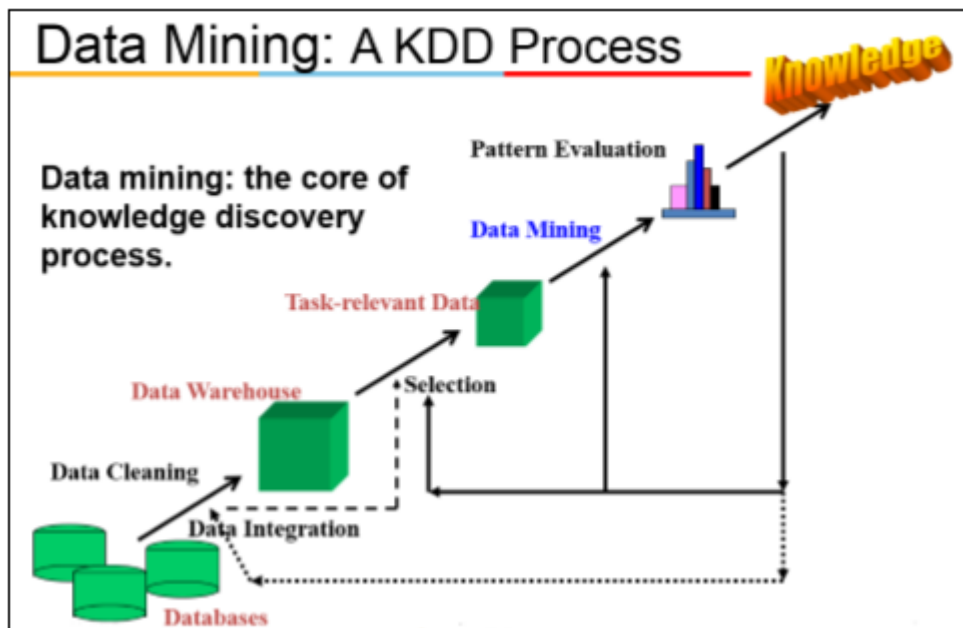 Data Mining: A KDD Process
Knowledge
Pattern Evaluation
Data mining: the core of
knowledge discovery
process.
Data Mining
Task-relevant Data
Data Warehouse
Selection
Data Cleaning
Data Integration
Databases